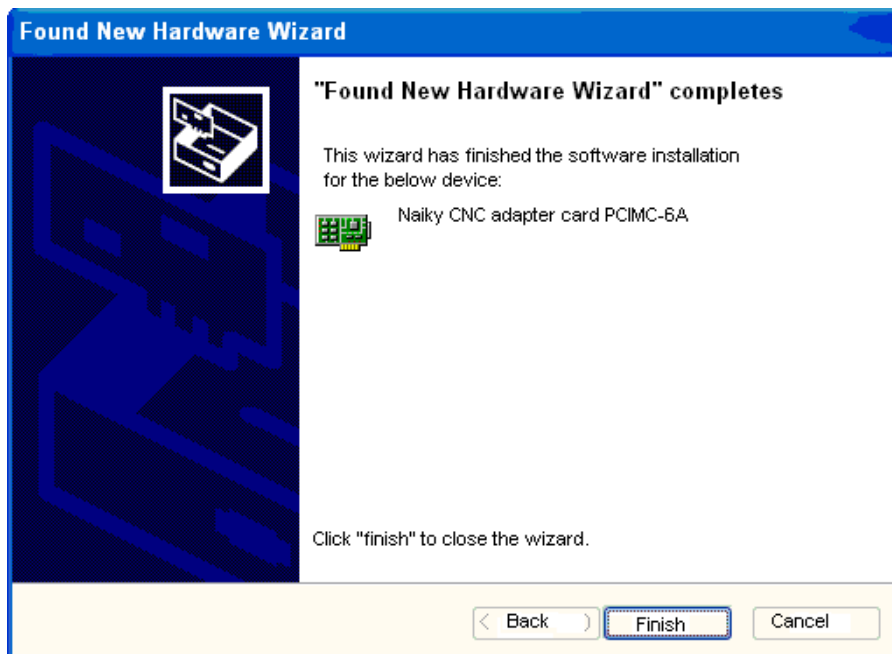 Found New Hardware Wizard
"Found New Hardware Wizard" completes
This wizard has finished the software installation
for the below device:
Naiky CNC adapter card PCIMC-6A
Click "finish" to close the wizard.
< Back > Finish Cancel